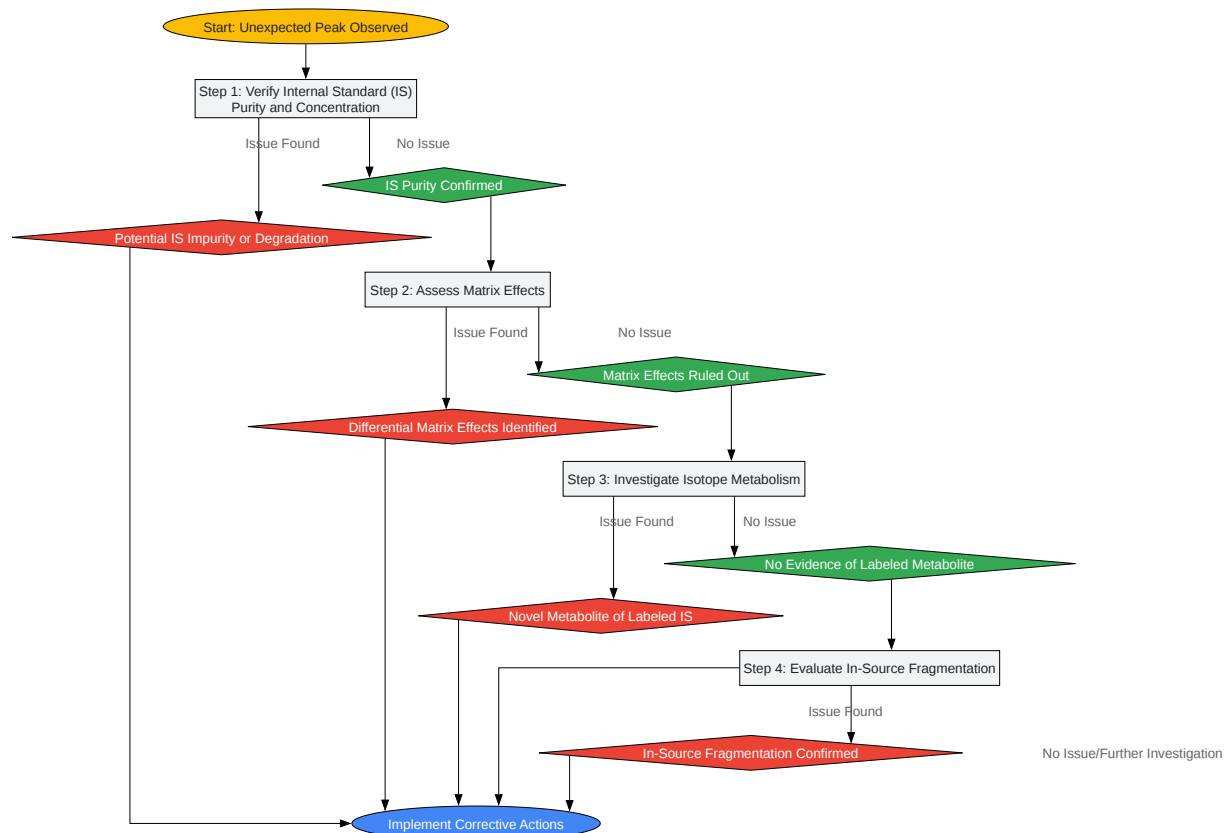 Start: Unexpected Peak Observed
Step 1: Verify Internal Standard (IS)
Purity and Concentration
Issue Found
No Issue
IS Purity Confirmed
Potential IS Impurity or Degradation
Step 2: Assess Matrix Effects
Issue Found
No Issue
Matrix Effects Ruled Out
Differential Matrix Effects Identified
Step 3: Investigate Isotope Metabolism
Issue Found
No Issue
No Evidence of Labeled Metabolite
Novel Metabolite of Labeled IS
Step 4: Evaluate In-Source Fragmentation
Issue Found
In-Source Fragmentation Confirmed
No Issue/Further Investigation
Implement Corrective Actions